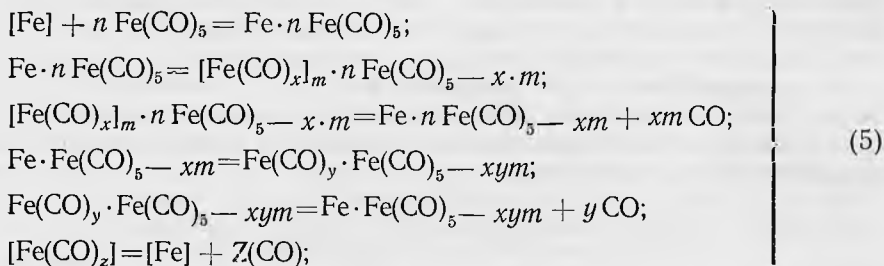 [Fe] + n Fe(CO)₅ = Fe·n Fe(CO)₅;
Fe·n Fe(CO)₅ = [Fe(CO)ₓ]ₘ·n Fe(CO)₅ — x·m;
[Fe(CO)ₓ]ₘ·n Fe(CO)₅ — x·m = Fe·n Fe(CO)₅ — xm + xm CO;
Fe·Fe(CO)₅ — xm = Fe(CO)y·Fe(CO)₅ — xym;
Fe(CO)y·Fe(CO)₅ — xym = Fe·Fe(CO)₅ — xym + y CO;
[Fe(CO)z] = [Fe] + Z(CO);
(5)